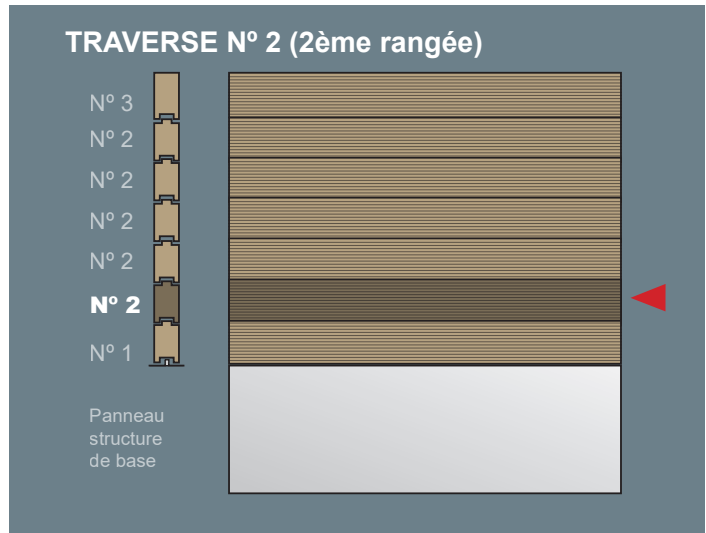 TRAVERSE Nº 2 (2ème rangée)
Nº 3
Nº 2
Nº 2
Nº 2
Nº 2
Nº 2
Nº 1
Panneau
structure
de base